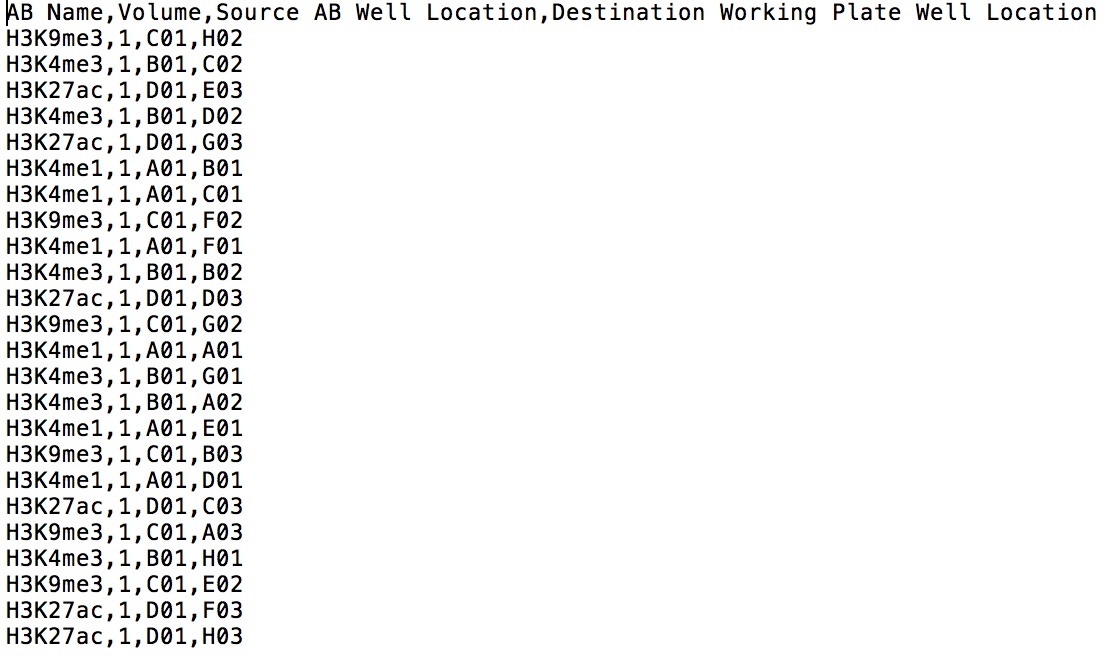 AB Name,Volume,Source AB Well Location,Destination Working Plate Well Location
H3K9me3,1,C01,H02
H3K4me3,1,B01,C02
H3K27ac,1,D01,E03
H3K4me3,1,B01,D02
H3K27ac,1,D01,G03
H3K4me1,1,A01,B01
H3K4me1,1,A01,C01
H3K9me3,1,C01,F02
H3K4me1,1,A01,F01
H3K4me3,1,B01,B02
H3K27ac,1,D01,D03
H3K9me3,1,C01,G02
H3K4me1,1,A01,A01
H3K4me3,1,B01,G01
H3K4me3,1,B01,A02
H3K4me1,1,A01,E01
H3K9me3,1,C01,B03
H3K4me1,1,A01,D01
H3K27ac,1,D01,C03
H3K9me3,1,C01,A03
H3K4me3,1,B01,H01
H3K9me3,1,C01,E02
H3K27ac,1,D01,F03
H3K27ac,1,D01,H03